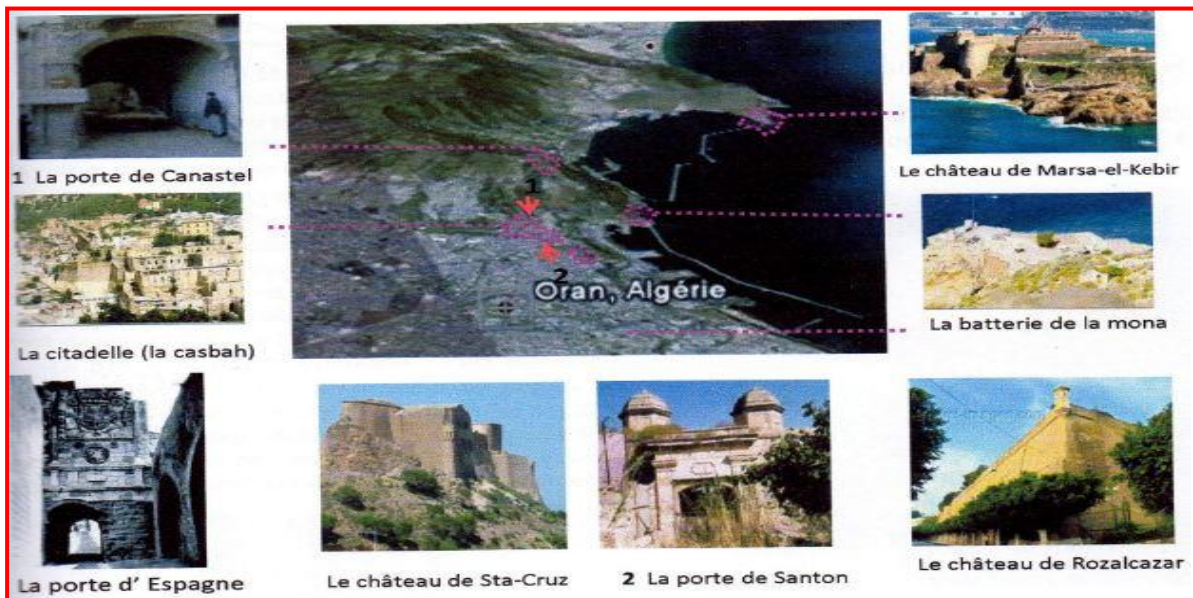 1 La porte de Canastel
Le château de Marsa-el-Kebir
1
2
Oran, Algérie
La citadelle (la casbah)
La batterie de la mona
La porte d' Espagne
Le château de Sta-Cruz
2 La porte de Santon
Le château de Rozalcazar